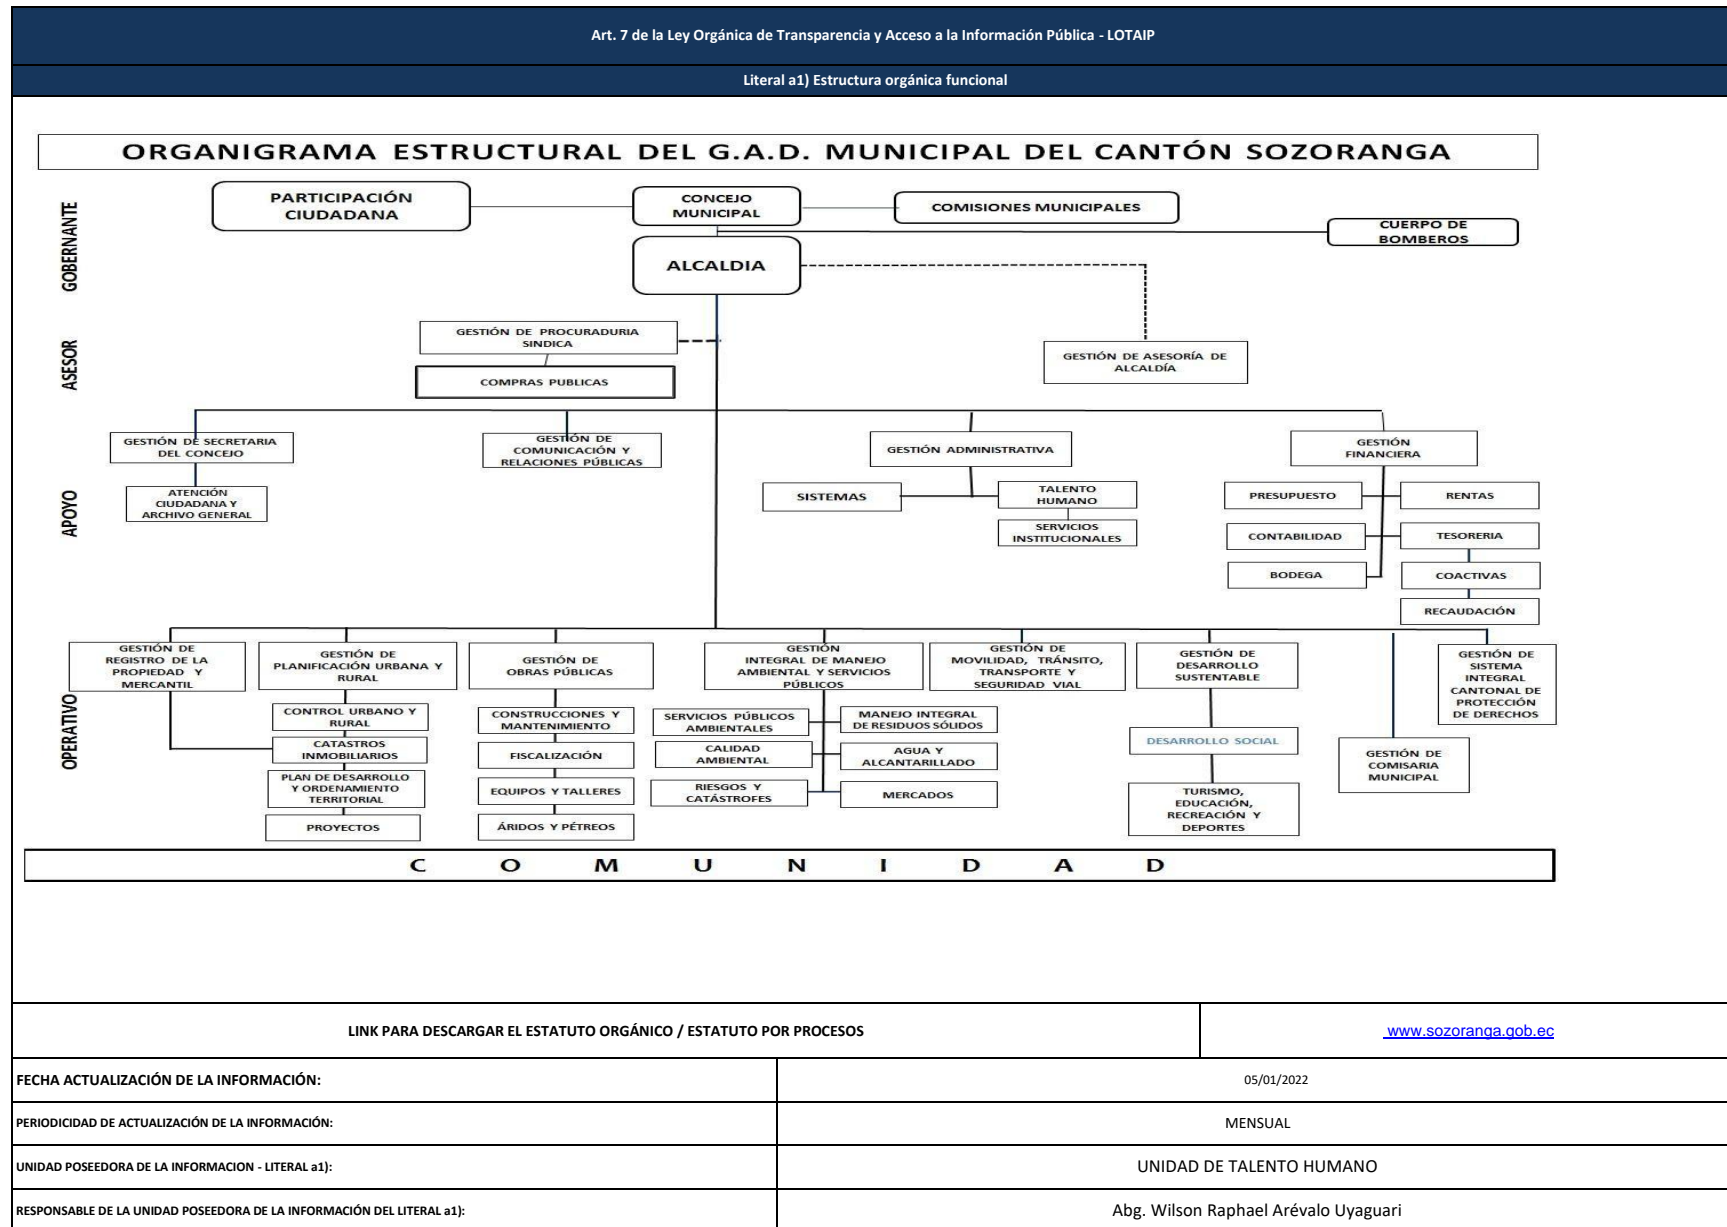 Art. 7 de la Ley Orgánica de Transparencia y Acceso a la Información Pública - LOTAIP
Literal a1) Estructura orgánica funcional
ORGANIGRAMA ESTRUCTURAL DEL G.A.D. MUNICIPAL DEL CANTÓN SOZORANGA
GOBERNANTE
PARTICIPACIÓN
CIUDADANA
CONCEJO
MUNICIPAL
COMISIONES MUNICIPALES
CUERPO DE
BOMBEROS
ALCALDIA
ASESOR
GESTIÓN DE PROCURADURIA
SINDICA
COMPRAS PUBLICAS
GESTIÓN DE ASESORÍA DE
ALCALDÍA
APOYO
GESTIÓN DE SECRETARIA
DEL CONCEJO
ATENCIÓN
CIUDADANA Y
ARCHIVO GENERAL
GESTIÓN DE
COMUNICACIÓN Y
RELACIONES PÚBLICAS
GESTIÓN ADMINISTRATIVA
SISTEMAS
TALENTO
HUMANO
SERVICIOS
INSTITUCIONALES
GESTIÓN
FINANCIERA
PRESUPUESTO
RENTAS
CONTABILIDAD
TESORERIA
BODEGA
COACTIVAS
RECAUDACIÓN
OPERATIVO
GESTIÓN DE
REGISTRO DE LA
PROPIEDAD Y
MERCANTIL
GESTIÓN DE
PLANIFICACIÓN URBANA Y
RURAL
CONTROL URBANO Y
RURAL
CATASTROS
INMOBILIARIOS
PLAN DE DESARROLLO
Y ORDENAMIENTO
TERRITORIAL
PROYECTOS
GESTIÓN DE
OBRAS PÚBLICAS
CONSTRUCCIONES Y
MANTENIMIENTO
FISCALIZACIÓN
EQUIPOS Y TALLERES
ÁRIDOS Y PÉTREOS
GESTIÓN
INTEGRAL DE MANEJO
AMBIENTAL Y SERVICIOS
PÚBLICOS
SERVICIOS PÚBLICOS
AMBIENTALES
MANEJO INTEGRAL
DE RESIDUOS SÓLIDOS
CALIDAD
AMBIENTAL
AGUA Y
ALCANTARILLADO
RIESGOS Y
CATÁSTROFES
MERCADOS
GESTIÓN DE
MOVILIDAD, TRÁNSITO,
TRANSPORTE Y
SEGURIDAD VIAL
GESTIÓN DE
DESARROLLO
SUSTENTABLE
DESARROLLO SOCIAL
TURISMO,
EDUCACIÓN,
RECREACIÓN Y
DEPORTES
GESTIÓN DE
COMISARIA
MUNICIPAL
GESTIÓN DE
SISTEMA
INTEGRAL
CANTONAL DE
PROTECCIÓN
DE DERECHOS
C O M U N I D A D
LINK PARA DESCARGAR EL ESTATUTO ORGÁNICO / ESTATUTO POR PROCESOS
www.sozoranga.gob.ec
FECHA ACTUALIZACIÓN DE LA INFORMACIÓN:
05/01/2022
PERIODICIDAD DE ACTUALIZACIÓN DE LA INFORMACIÓN:
MENSUAL
UNIDAD POSEEDORA DE LA INFORMACION - LITERAL a1):
UNIDAD DE TALENTO HUMANO
RESPONSABLE DE LA UNIDAD POSEEDORA DE LA INFORMACIÓN DEL LITERAL a1):
Abg. Wilson Raphael Arévalo Uyaguari